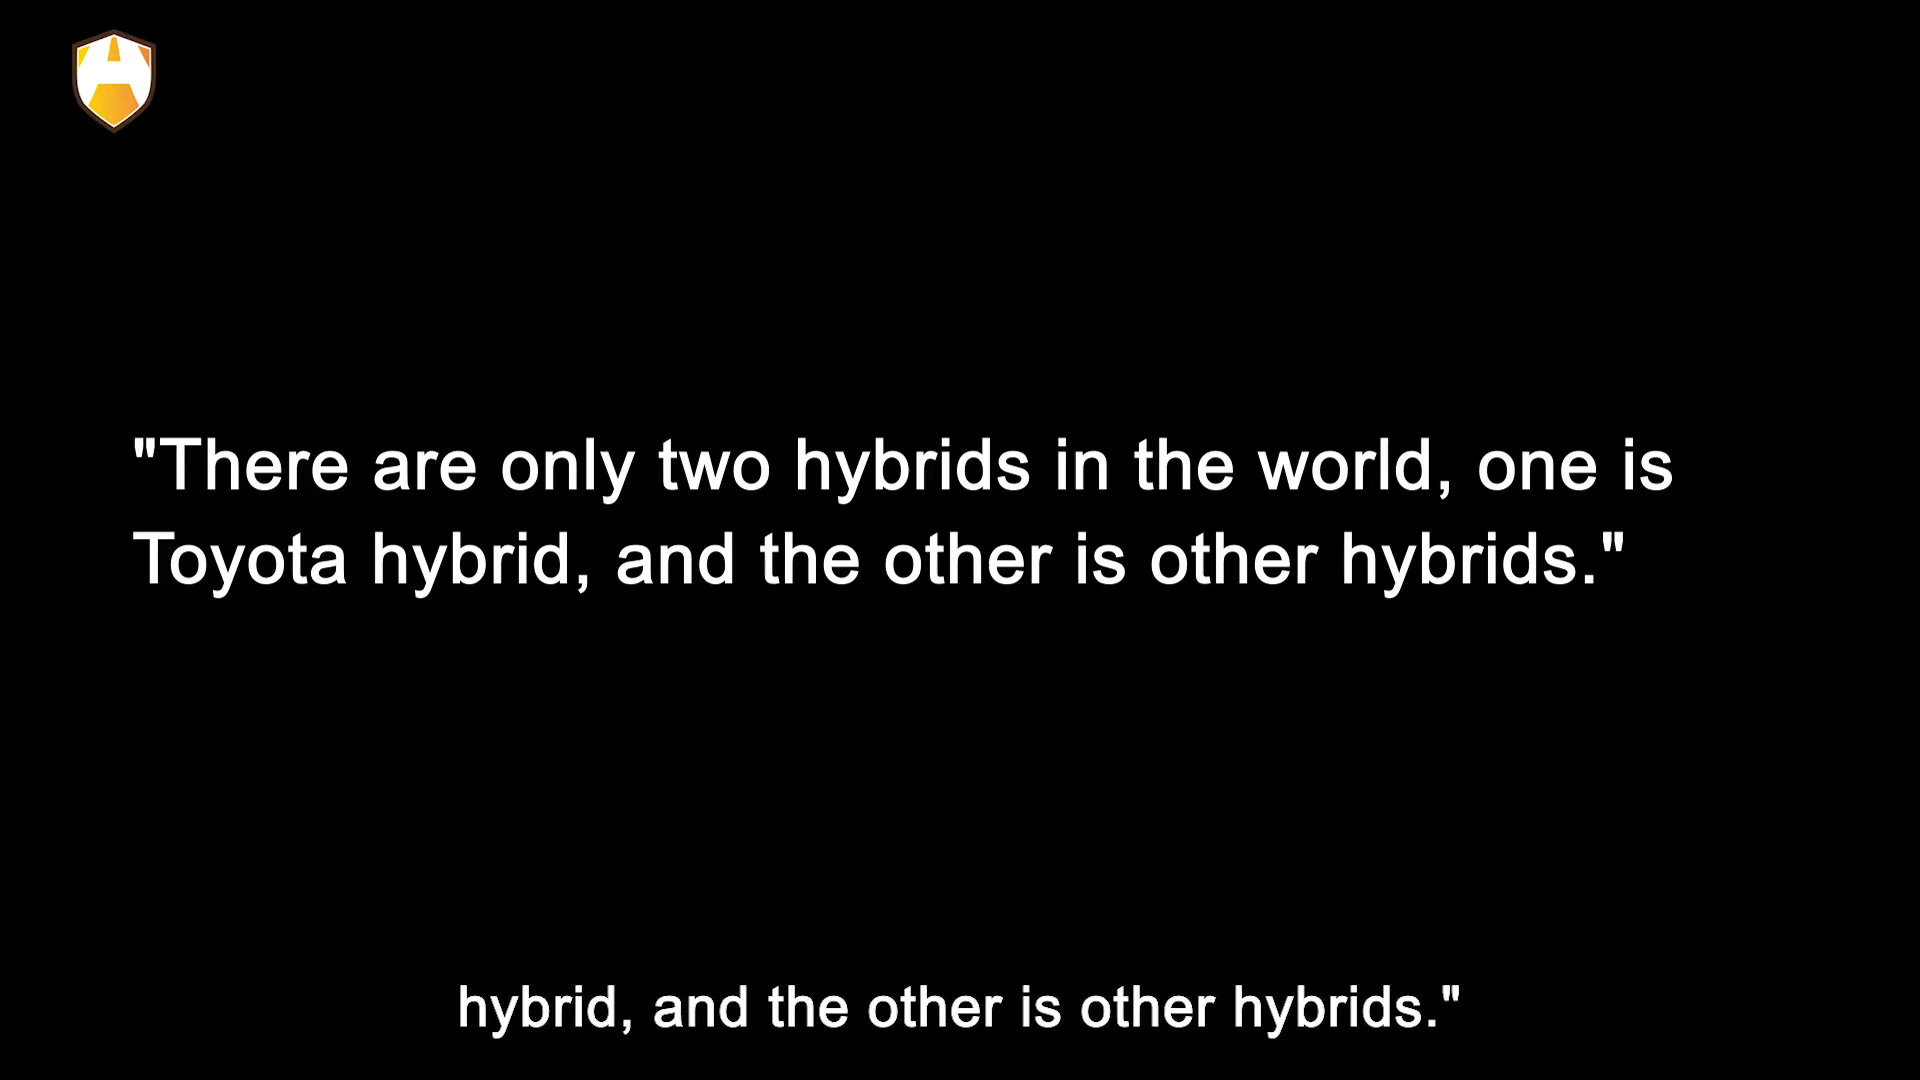 "There are only two hybrids in the world, one is
Toyota hybrid, and the other is other hybrids."
hybrid, and the other is other hybrids."